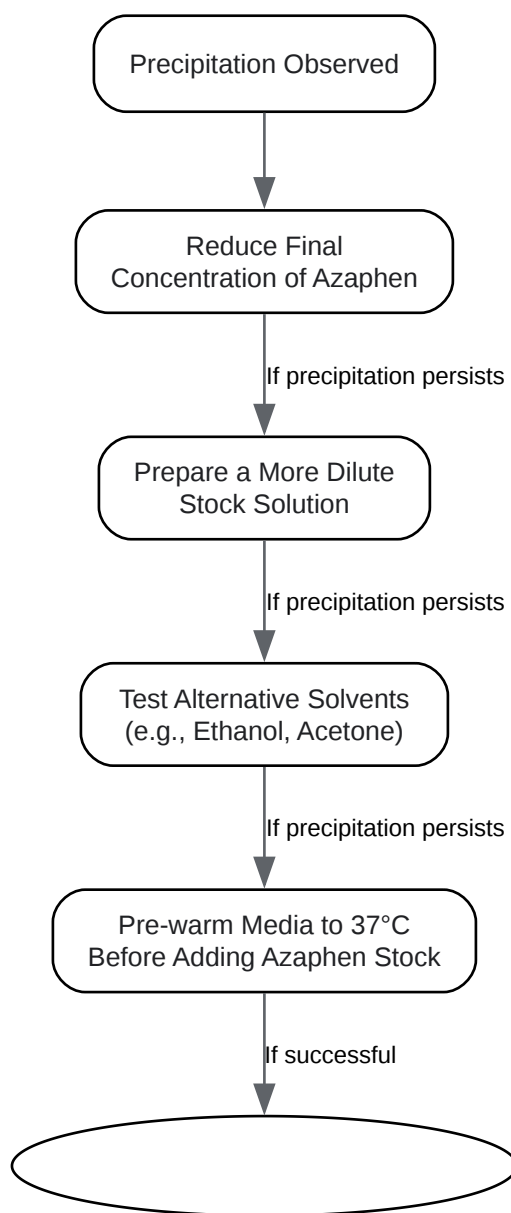 Precipitation Observed
Reduce Final
Concentration of Azaphen
If precipitation persists
Prepare a More Dilute
Stock Solution
If precipitation persists
Test Alternative Solvents
(e.g., Ethanol, Acetone)
If precipitation persists
Pre-warm Media to 37°C
Before Adding Azaphen Stock
If successful